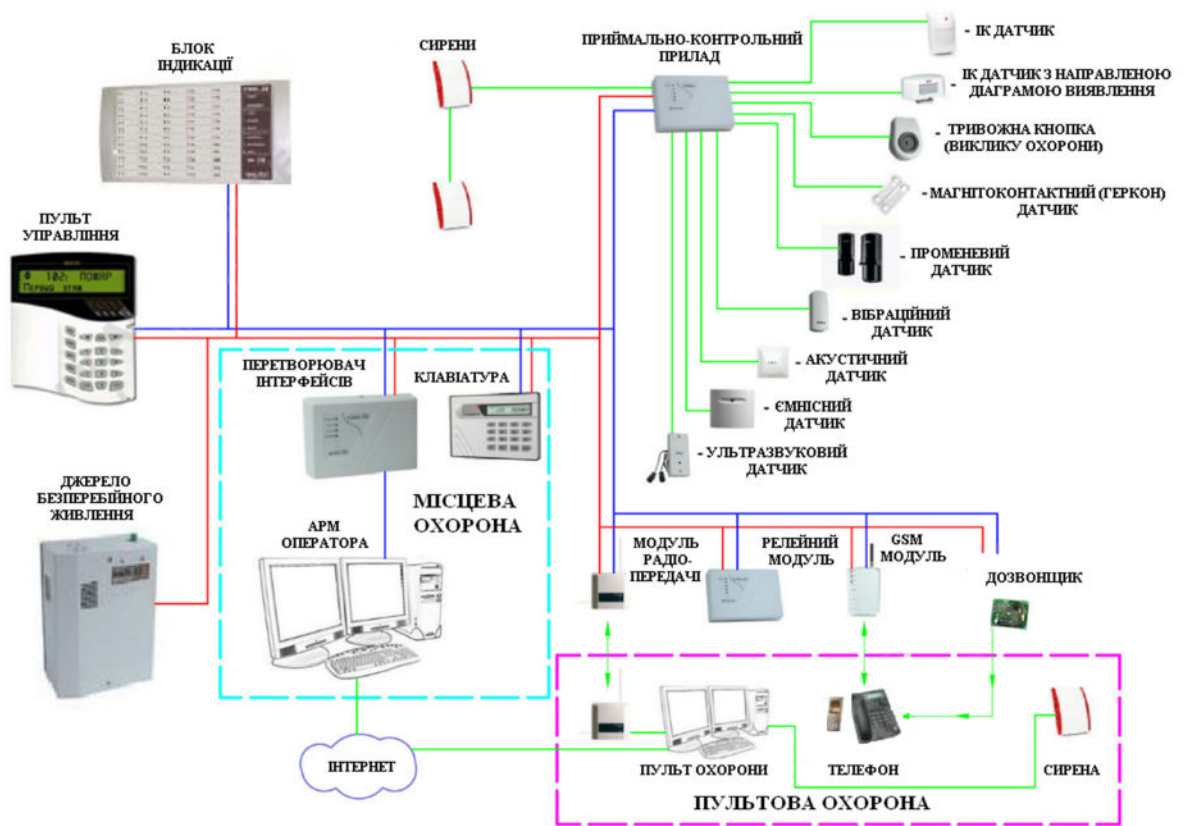 БЛОК
ІНДИКАЦІЇ
СИРЕНИ
ПРИЙМАЛЬНО-КОНТРОЛЬНИЙ
ПРИЛАД
- ІК ДАТЧИК
- ІК ДАТЧИК З НАПРАВЛЕНОЮ
ДІАГРАМОЮ ВИЯВЛЕННЯ
- ТРИВОЖНА КНОПКА
(ВИКЛИКУ ОХОРОНИ)
- МАГНІТОКОНТАКТНИЙ (ГЕРКОН)
ДАТЧИК
- ПРОМЕНЕВИЙ
ДАТЧИК
- ВІБРАЦІЙНИЙ
ДАТЧИК
- АКУСТИЧНИЙ
ДАТЧИК
- ЄМНІСНИЙ
ДАТЧИК
- УЛЬТРАЗВУКОВИЙ
ДАТЧИК
ПУЛЬТ
УПРАВЛІННЯ
102: ПОЖАР
Первый этаж
ПЕРЕТВОРЮВАЧ
ІНТЕРФЕЙСІВ
КЛАВІАТУРА
МІСЦЕВА
ОХОРОНА
АРМ
ОПЕРАТОРА
ДЖЕРЕЛО
БЕЗПЕРЕБІЙНОГО
ЖИВЛЕННЯ
МОДУЛЬ
РАДІО-
ПЕРЕДАЧІ
РЕЛЕЙНИЙ
МОДУЛЬ
GSM
МОДУЛЬ
ДОЗВОНЩИК
ІНТЕРНЕТ
ПУЛЬТ ОХОРОНИ
ТЕЛЕФОН
СИРЕНА
ПУЛЬТОВА ОХОРОНА